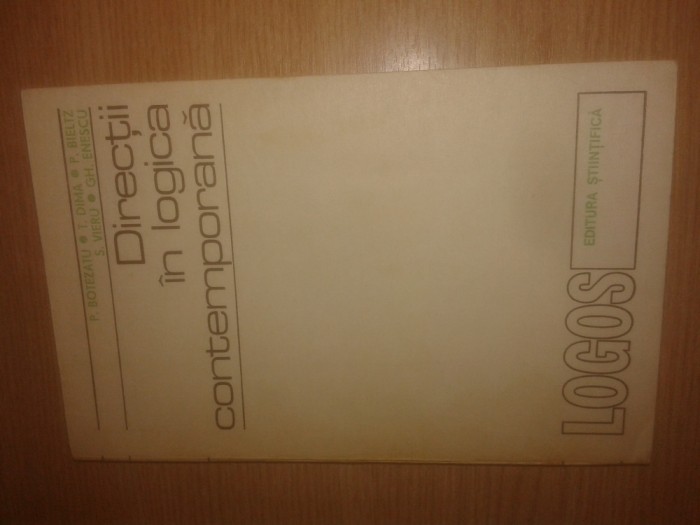 P. BOTEZATU ● T. DIMA ● P. BIELTZ
S. VIERU ● GH. ENESCU
Direcții
în logica
contemporană
LOGOS
EDITURA ȘTIINȚIFICĂ